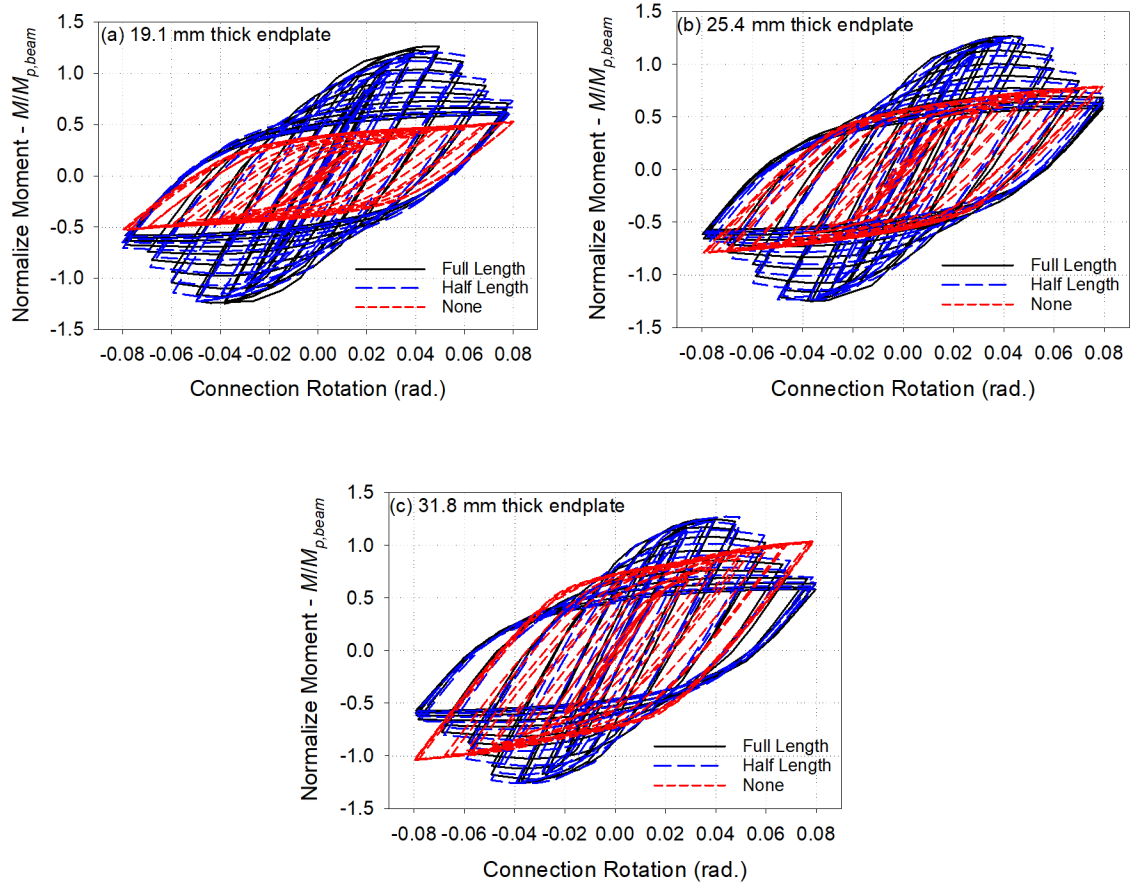 (a) 19.1 mm thick endplate
1.5
1.0
0.5
0.0
-0.5
-1.0
-1.5
Normalize Moment - M/Mp,beam
Full Length
Half Length
None
-0.08 -0.06 -0.04 -0.02 0.00 0.02 0.04 0.06 0.08
Connection Rotation (rad.)
(b) 25.4 mm thick endplate
1.5
1.0
0.5
0.0
-0.5
-1.0
-1.5
Normalize Moment - M/Mp,beam
Full Length
Half Length
None
-0.08 -0.06 -0.04 -0.02 0.00 0.02 0.04 0.06 0.08
Connection Rotation (rad.)
(c) 31.8 mm thick endplate
1.5
1.0
0.5
0.0
-0.5
-1.0
-1.5
Normalize Moment - M/Mp,beam
Full Length
Half Length
None
-0.08 -0.06 -0.04 -0.02 0.00 0.02 0.04 0.06 0.08
Connection Rotation (rad.)